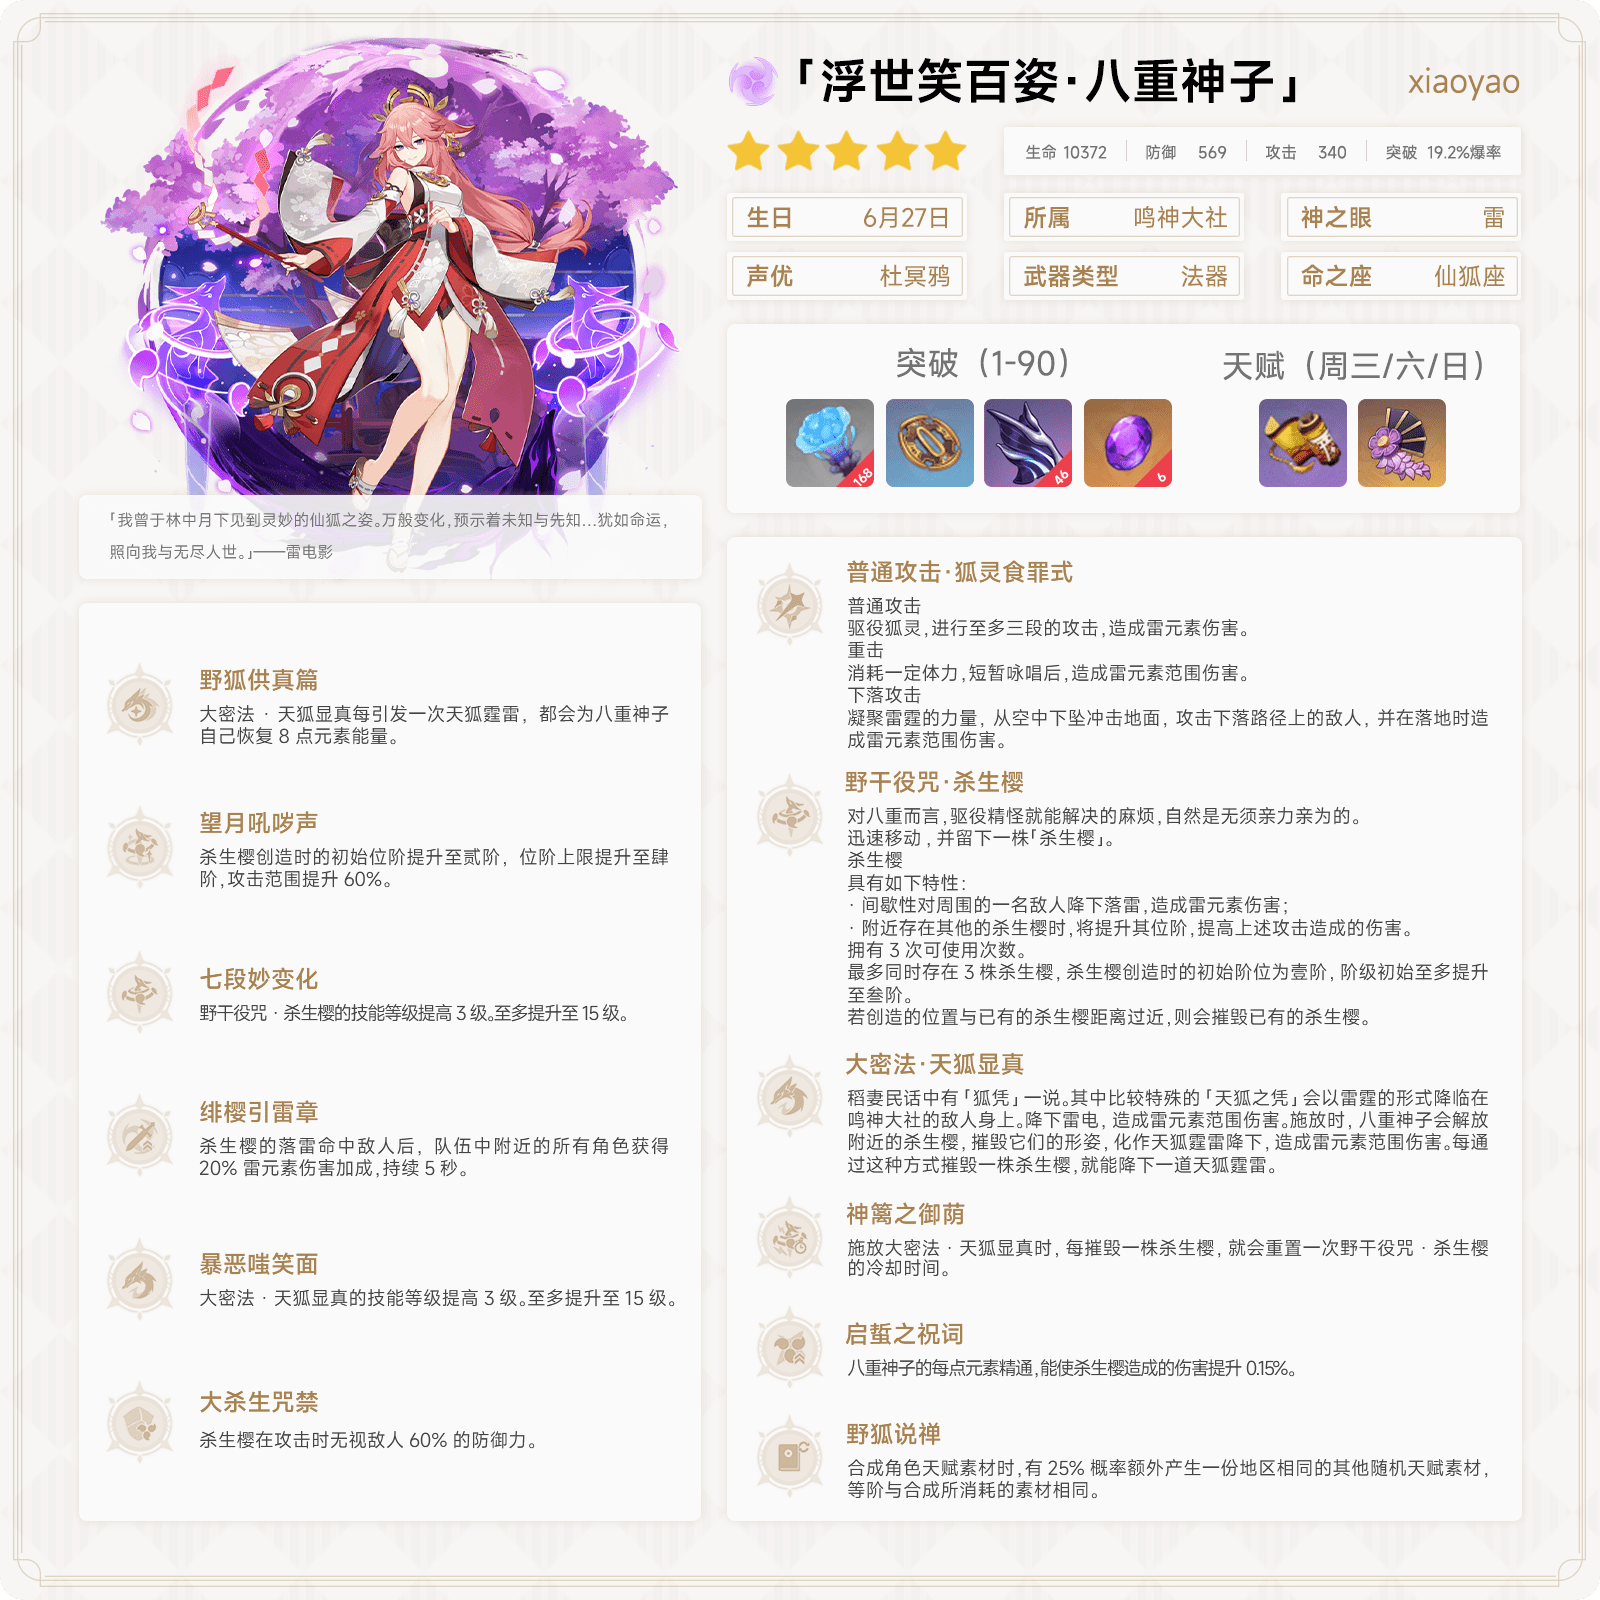 「浮世笑百姿·八重神子」
xiaoyao
生命 10372 防御 569 攻击 340 突破 19.2%爆率
生日 6月27日
所属 鸣神大社
神之眼 雷
声优 杜冥鸦
武器类型 法器
命之座 仙狐座
突破（1-90）
168
46
6
天赋（周三/六/日）
「我曾于林中月下见到灵妙的仙狐之姿。万般变化,预示着未知与先知...犹如命运,
照向我与无尽人世。」——雷电影
野狐供真篇
大密法 · 天狐显真每引发一次天狐霆雷, 都会为八重神子
自己恢复 8 点元素能量。
望月吼哕声
杀生樱创造时的初始位阶提升至贰阶, 位阶上限提升至肆
阶,攻击范围提升 60%。
七段妙变化
野干役咒 · 杀生樱的技能等级提高 3 级。至多提升至 15 级。
绯樱引雷章
杀生樱的落雷命中敌人后, 队伍中附近的所有角色获得
20% 雷元素伤害加成,持续 5 秒。
暴恶嗤笑面
大密法 · 天狐显真的技能等级提高 3 级。至多提升至 15 级。
大杀生咒禁
杀生樱在攻击时无视敌人 60% 的防御力。
普通攻击·狐灵食罪式
普通攻击
驱役狐灵,进行至多三段的攻击,造成雷元素伤害。
重击
消耗一定体力,短暂咏唱后,造成雷元素范围伤害。
下落攻击
凝聚雷霆的力量, 从空中下坠冲击地面, 攻击下落路径上的敌人, 并在落地时造
成雷元素范围伤害。
野干役咒·杀生樱
对八重而言,驱役精怪就能解决的麻烦,自然是无须亲力亲为的。
迅速移动 , 并留下一株「杀生樱」。
杀生樱
具有如下特性:
· 间歇性对周围的一名敌人降下落雷,造成雷元素伤害;
· 附近存在其他的杀生樱时,将提升其位阶,提高上述攻击造成的伤害。
拥有 3 次可使用次数。
最多同时存在 3 株杀生樱, 杀生樱创造时的初始阶位为壹阶, 阶级初始至多提升
至叁阶。
若创造的位置与已有的杀生樱距离过近,则会摧毁已有的杀生樱。
大密法·天狐显真
稻妻民话中有「狐凭」一说。其中比较特殊的「天狐之凭」会以雷霆的形式降临在
鸣神大社的敌人身上。降下雷电, 造成雷元素范围伤害。施放时, 八重神子会解放
附近的杀生樱, 摧毁它们的形姿, 化作天狐霆雷降下, 造成雷元素范围伤害。每通
过这种方式摧毁一株杀生樱,就能降下一道天狐霆雷。
神篱之御荫
施放大密法 · 天狐显真时, 每摧毁一株杀生樱, 就会重置一次野干役咒 · 杀生樱
的冷却时间。
启蜇之祝词
八重神子的每点元素精通,能使杀生樱造成的伤害提升 0.15%。
野狐说禅
合成角色天赋素材时,有 25% 概率额外产生一份地区相同的其他随机天赋素材,
等阶与合成所消耗的素材相同。